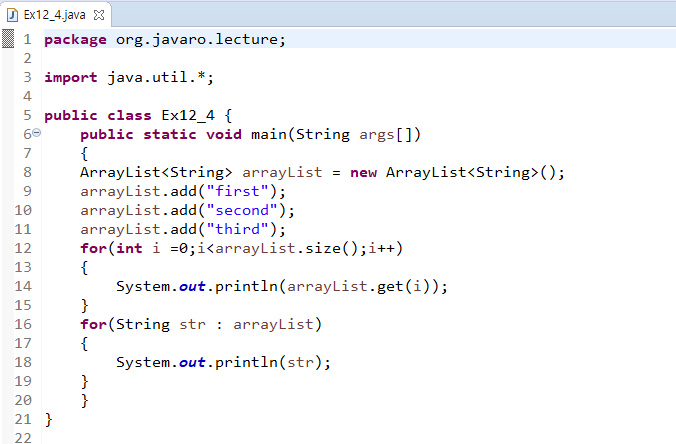 Ex12_4.java
1 package org.javaro.lecture;
2
3 import java.util.*;
4
5 public class Ex12_4 {
6     public static void main(String args[])
7     {
8     ArrayList<String> arrayList = new ArrayList<String>();
9     arrayList.add("first");
10     arrayList.add("second");
11     arrayList.add("third");
12     for(int i =0;i<arrayList.size();i++)
13     {
14         System.out.println(arrayList.get(i));
15     }
16     for(String str : arrayList)
17     {
18         System.out.println(str);
19     }
20     }
21 }
22